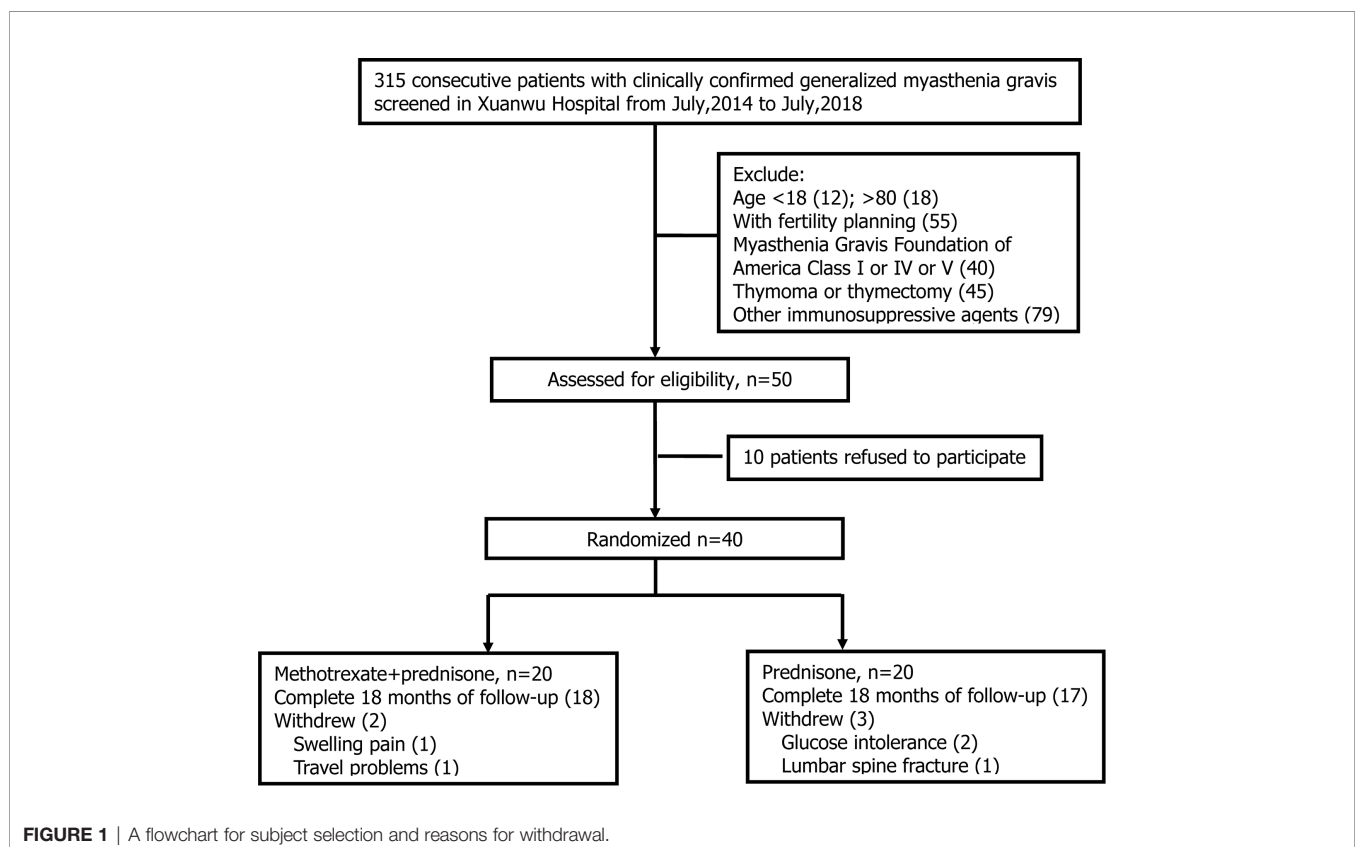 315 consecutive patients with clinically confirmed generalized myasthenia gravis
screened in Xuanwu Hospital from July,2014 to July,2018
Exclude:
Age <18 (12); >80 (18)
With fertility planning (55)
Myasthenia Gravis Foundation of
America Class I or IV or V (40)
Thymoma or thymectomy (45)
Other immunosuppressive agents (79)
Assessed for eligibility, n=50
10 patients refused to participate
Randomized n=40
Methotrexate+prednisone, n=20
Complete 18 months of follow-up (18)
Withdrew (2)
Swelling pain (1)
Travel problems (1)
Prednisone, n=20
Complete 18 months of follow-up (17)
Withdrew (3)
Glucose intolerance (2)
Lumbar spine fracture (1)
FIGURE 1 | A flowchart for subject selection and reasons for withdrawal.